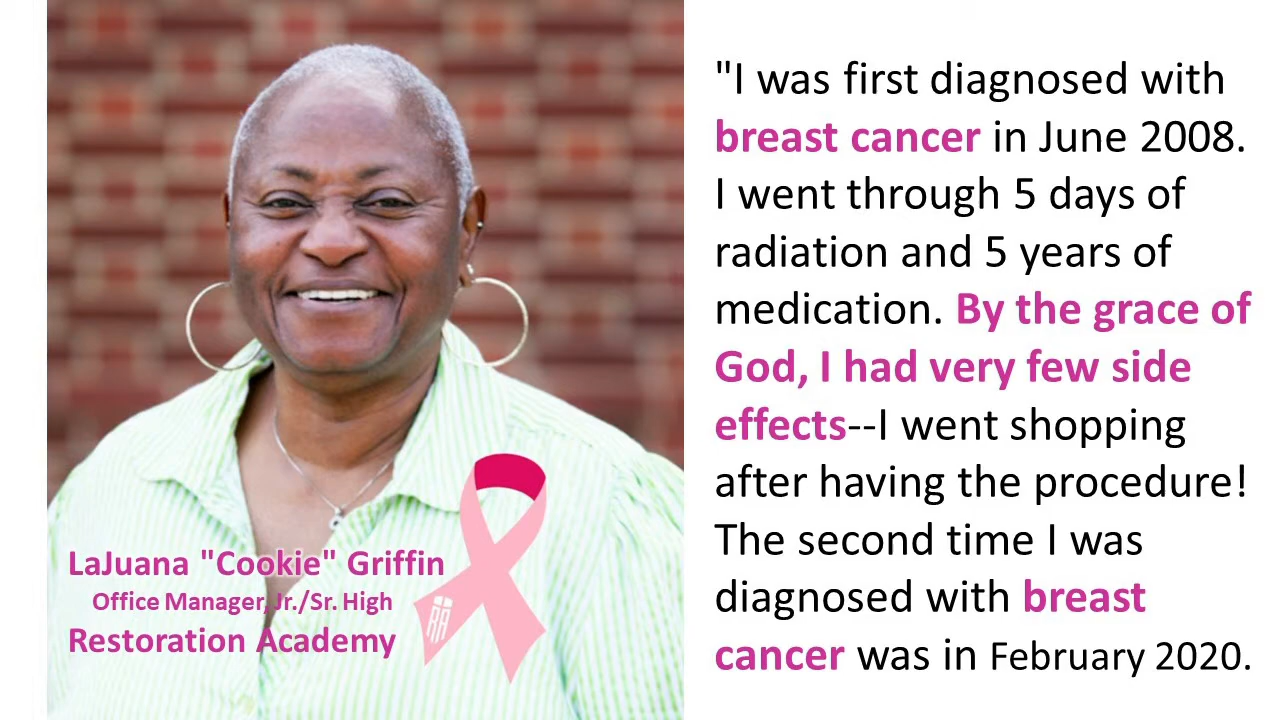 LaJuana "Cookie" Griffin
Office Manager, Jr./Sr. High
Restoration Academy
RA
"I was first diagnosed with
breast cancer in June 2008.
I went through 5 days of
radiation and 5 years of
medication. By the grace of
God, I had very few side
effects--I went shopping
after having the procedure!
The second time I was
diagnosed with breast
cancer was in February 2020.